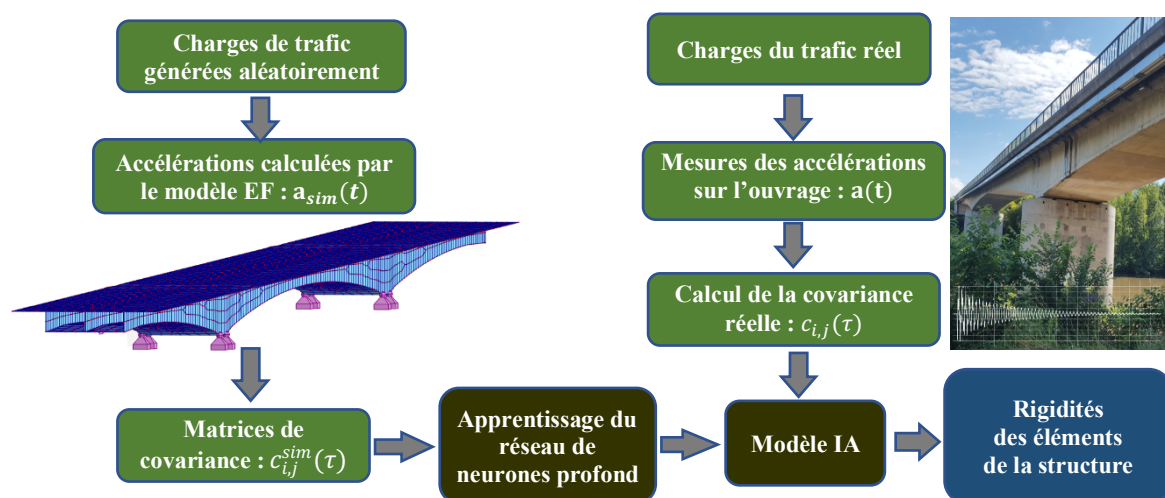 Charges de trafic
générées aléatoirement
Accélérations calculées par
le modèle EF : a_sim(t)
Matrices de
covariance : c_{i,j}^{sim}(τ)
Apprentissage du
réseau de
neurones profond
Charges du trafic réel
Mesures des accélérations
sur l’ouvrage : a(t)
Calcul de la covariance
réelle : c_{i,j}(τ)
Modèle IA
Rigidités
des éléments
de la structure